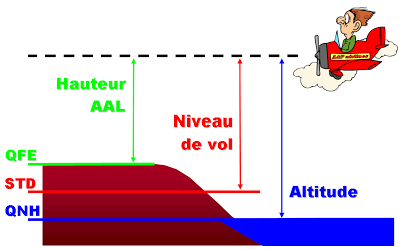 Hauteur
AAL
Niveau
de vol
QFE
STD
QNH
Altitude